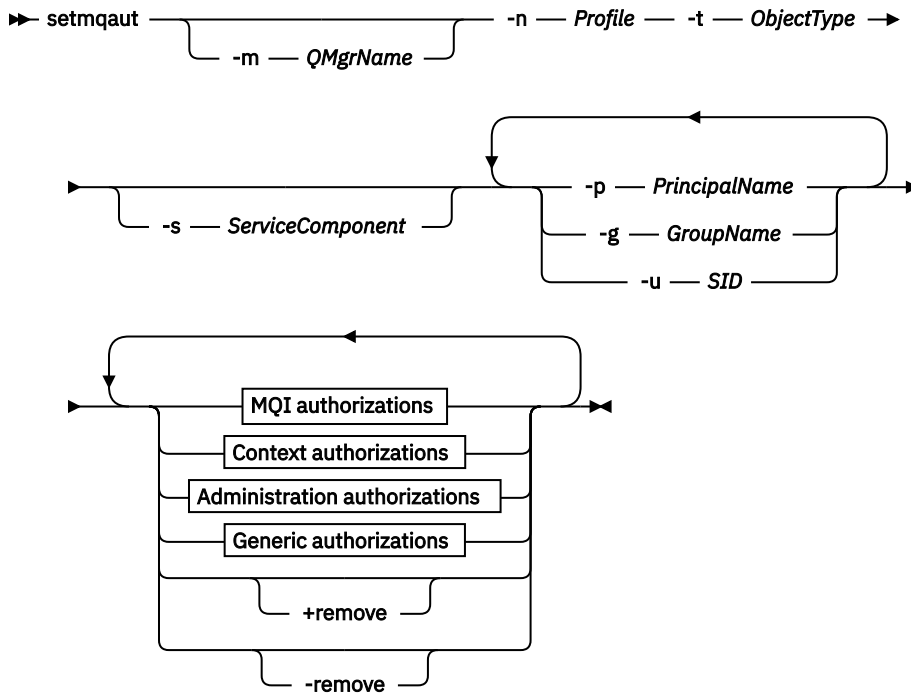 setmqaut -n Profile -t ObjectType
-m QMgrName
-p PrincipalName
-s ServiceComponent
-g GroupName
-u SID
MQI authorizations
Context authorizations
Administration authorizations
Generic authorizations
+remove
-remove